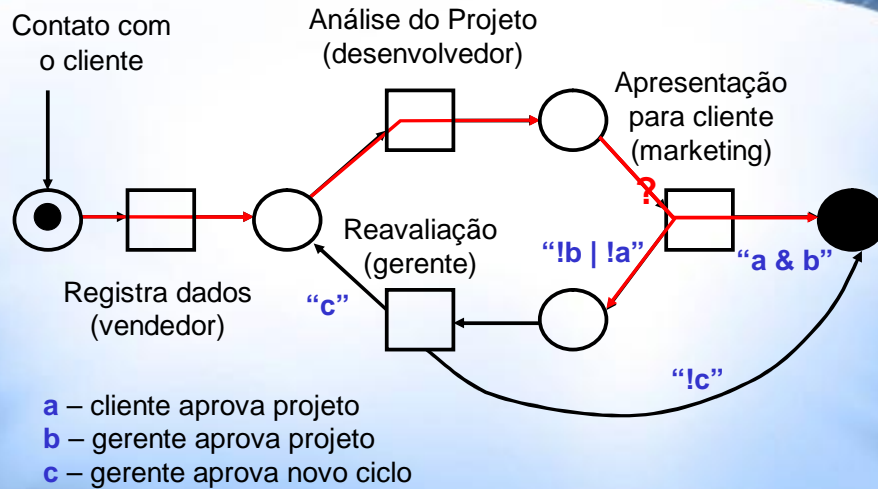 Contato com
o cliente
Análise do Projeto
(desenvolvedor)
Apresentação
para cliente
(marketing)
?
Reavaliação
(gerente)
“!b | !a”
“a & b”
Registra dados
(vendedor)
“c”
“!c”
a – cliente aprova projeto
b – gerente aprova projeto
c – gerente aprova novo ciclo